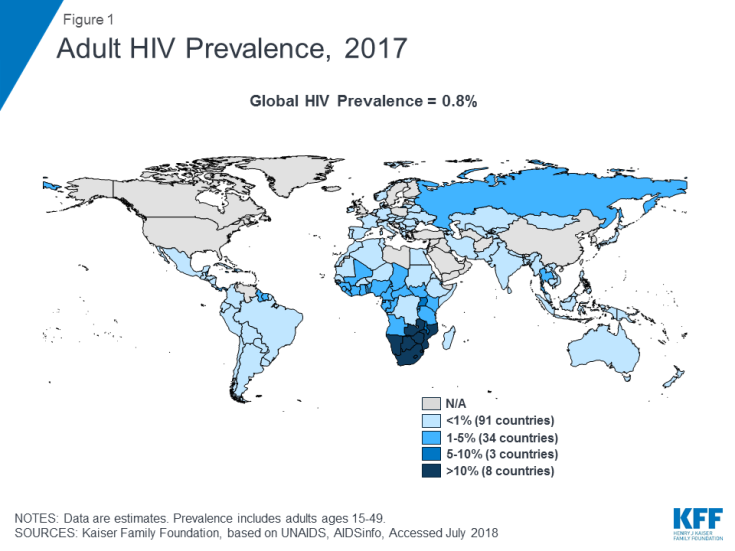 Figure 1
Adult HIV Prevalence, 2017
Global HIV Prevalence = 0.8%
N/A
<1% (91 countries)
1-5% (34 countries)
5-10% (3 countries)
>10% (8 countries)
NOTES: Data are estimates. Prevalence includes adults ages 15-49.
SOURCES: Kaiser Family Foundation, based on UNAIDS, AIDSinfo, Accessed July 2018
KFF
HENRY J KAISER
FAMILY FOUNDATION